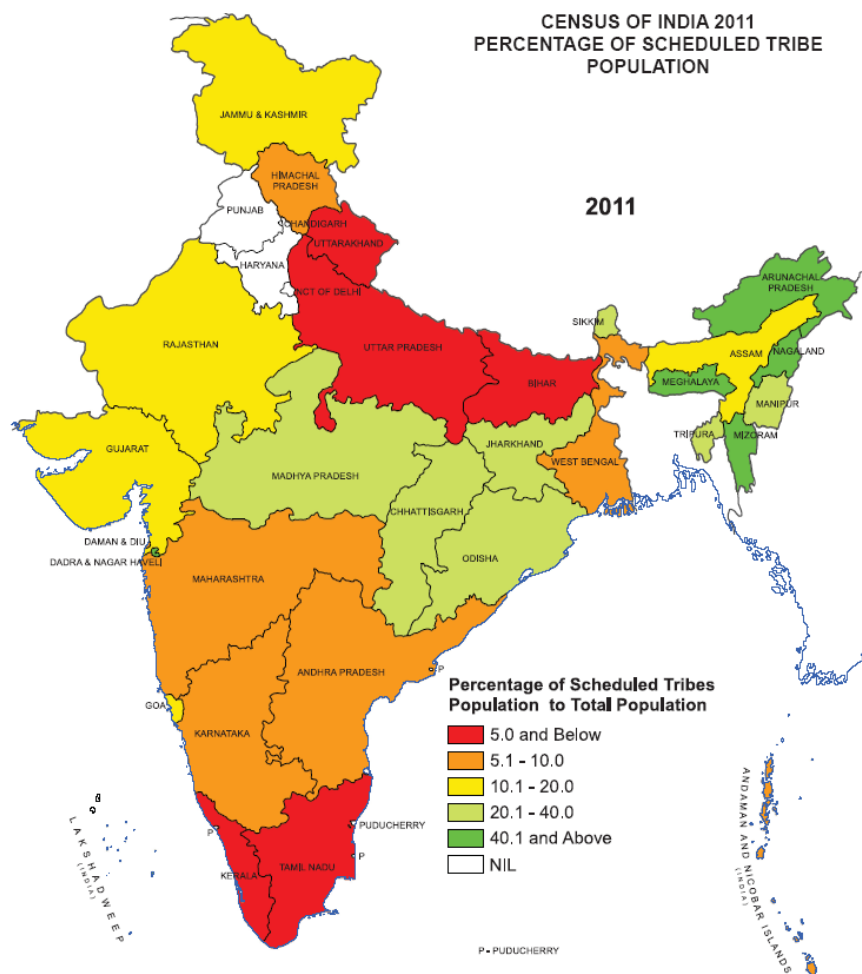 CENSUS OF INDIA 2011
PERCENTAGE OF SCHEDULED TRIBE
POPULATION
2011
JAMMU & KASHMIR
HIMACHAL
PRADESH
PUNJAB
CHANDIGARH
UTTARAKHAND
HARYANA
NCT OF DELHI
ARUNACHAL
PRADESH
SIKKIM
RAJASTHAN
UTTAR PRADESH
ASSAM
NAGALAND
BIHAR
MEGHALAYA
MANIPUR
TRIPURA
MIZORAM
GUJARAT
JHARKHAND
MADHYA PRADESH
WEST BENGAL
CHHATTISGARH
DAMAN & DIU
DADRA & NAGAR HAVELI
ODISHA
MAHARASHTRA
ANDHRA PRADESH
P
GOA
KARNATAKA
Percentage of Scheduled Tribes
Population to Total Population
5.0 and Below
5.1 - 10.0
10.1 - 20.0
20.1 - 40.0
40.1 and Above
NIL
PUDUCHERRY
P
P
KERALA
TAMIL NADU
LAKSHADWEEP
(INDIA)
ANDAMAN AND NICOBAR ISLANDS
(INDIA)
P - PUDUCHERRY